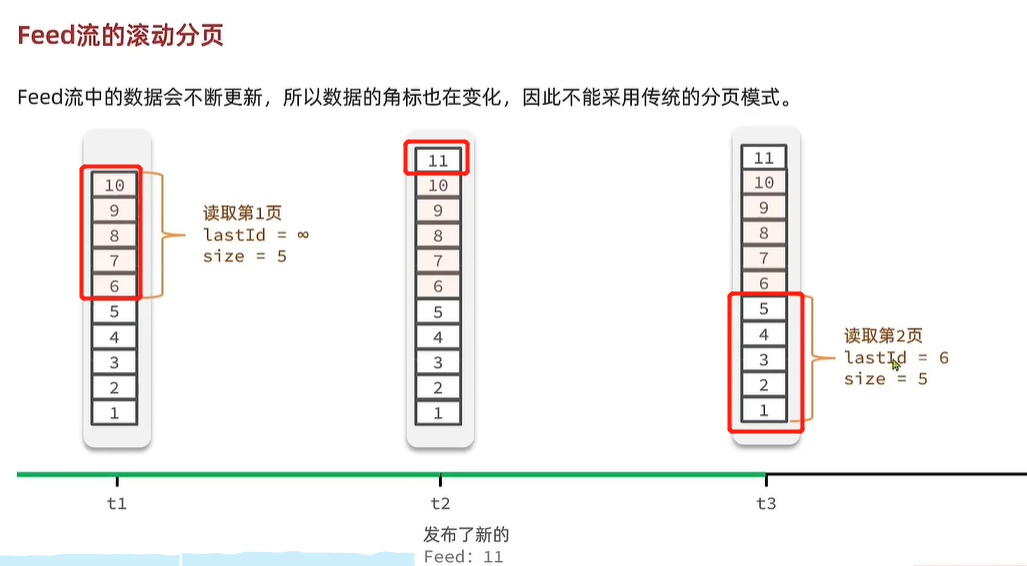 Feed流的滚动分页
Feed流中的数据会不断更新，所以数据的角标也在变化，因此不能采用传统的分页模式。
10
9
8
7
6
5
4
3
2
1
读取第1页
lastId = ∞
size = 5
11
10
9
8
7
6
5
4
3
2
1
11
10
9
8
7
6
5
4
3
2
1
读取第2页
lastId = 6
size = 5
t1
t2
t3
发布了新的
Feed：11